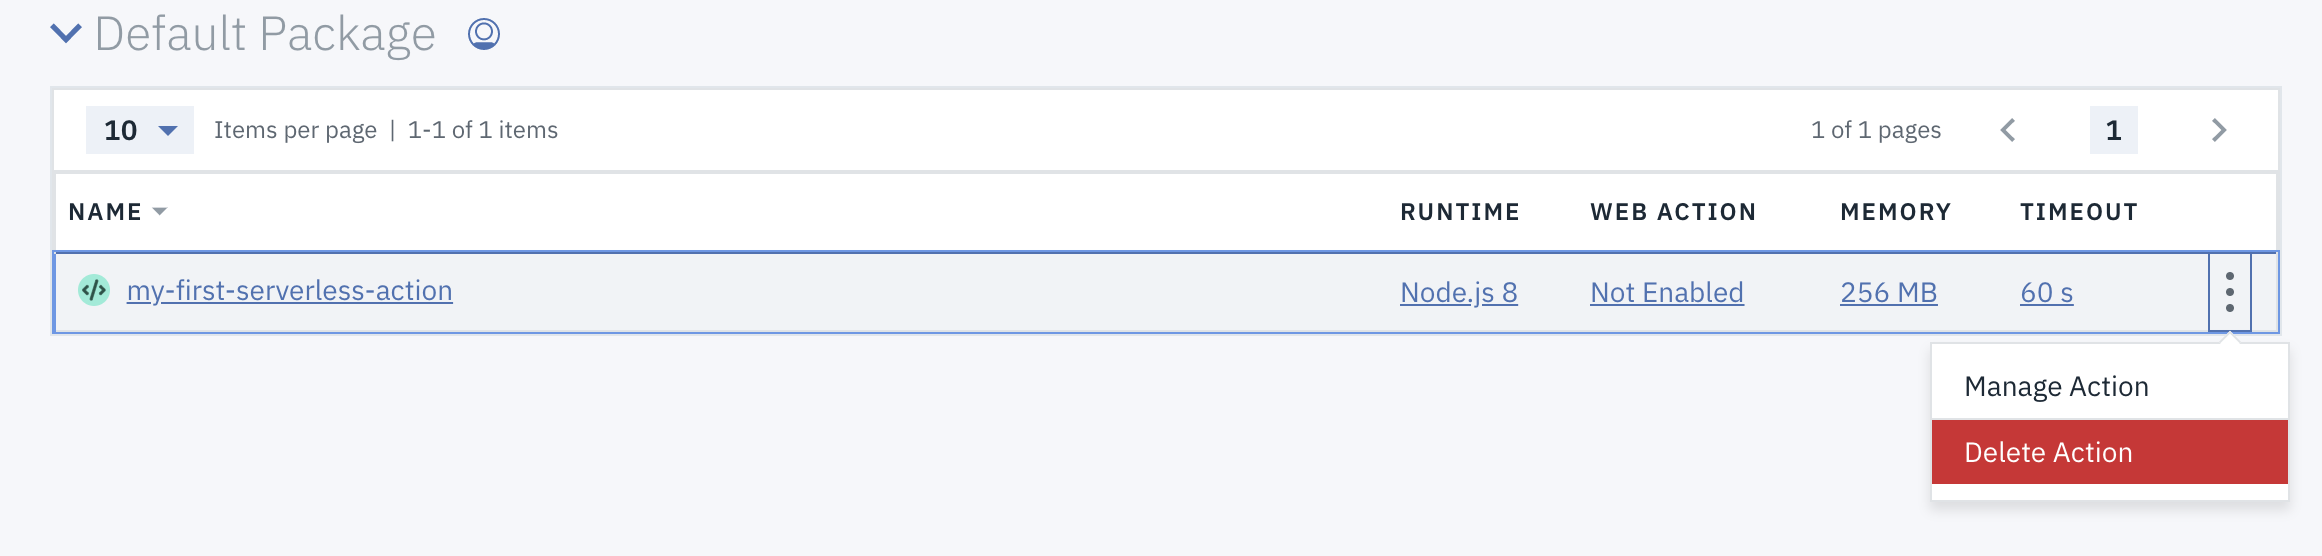 Default Package
10 Items per page | 1-1 of 1 items 1 of 1 pages 1
NAME RUNTIME WEB ACTION MEMORY TIMEOUT
</> my-first-serverless-action Node.js 8 Not Enabled 256 MB 60 s
Manage Action
Delete Action